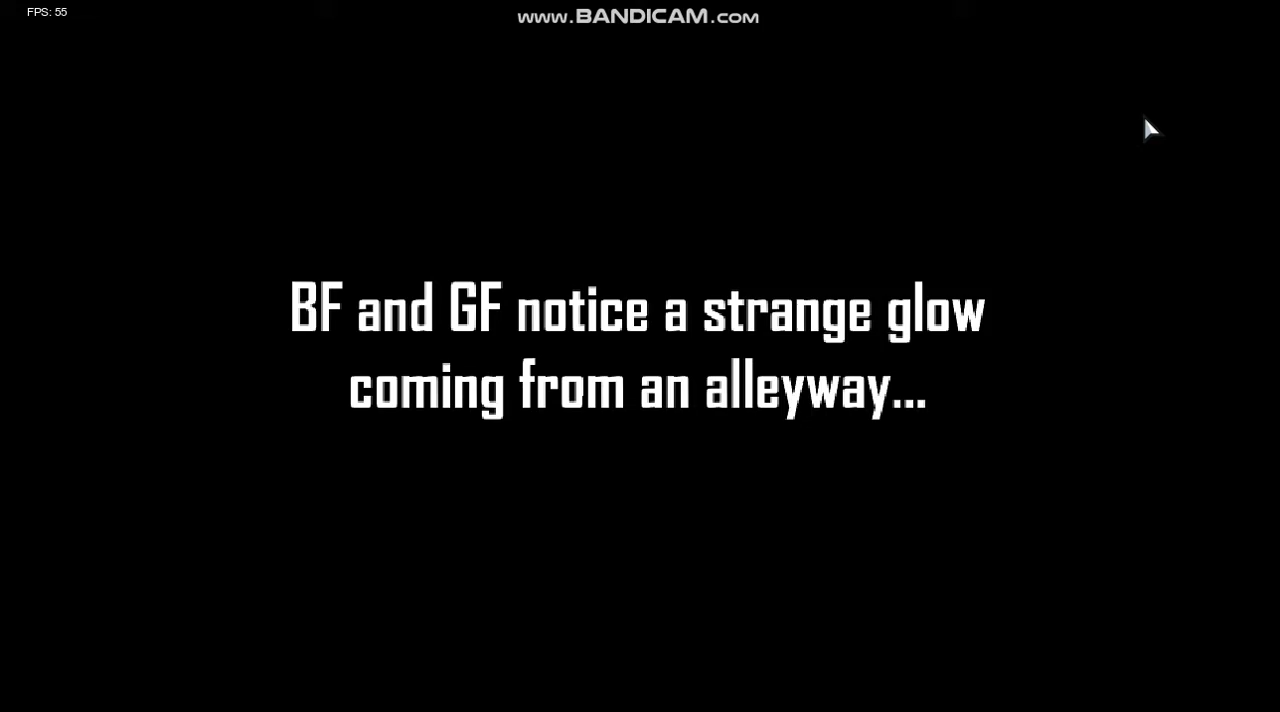 FPS: 55
www.BANDICAM.com
BF and GF notice a strange glow
coming from an alleyway...